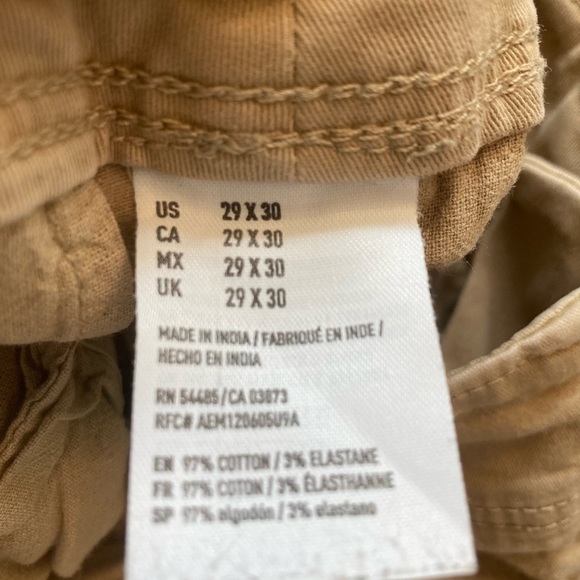 US 29 X 30
CA 29 X 30
MX 29 X 30
UK 29 X 30
MADE IN INDIA / FABRIQUÉ EN INDE /
HECHO EN INDIA
RN 54485 / CA 03873
RFC# AEM120605U9A
EN 97% COTTON / 3% ELASTANE
FR 97% COTON / 3% ÉLASTHANNE
SP 97% algodón / 3% elastano